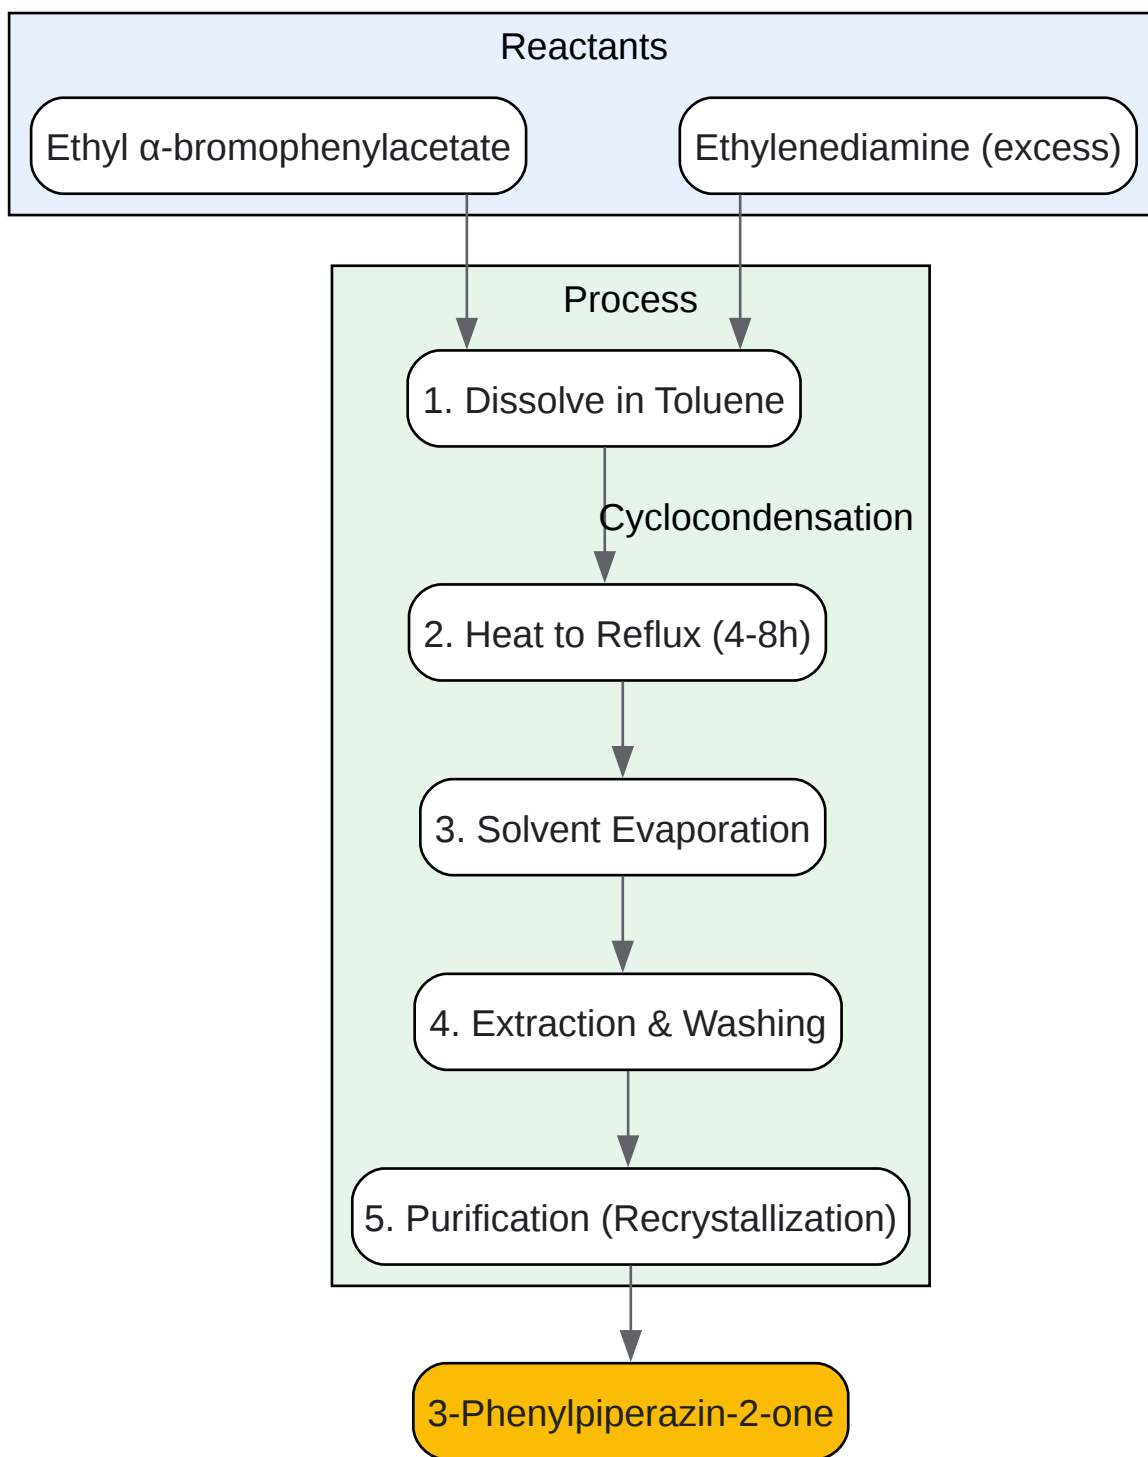 Reactants
Ethyl α-bromophenylacetate
Ethylenediamine (excess)
Process
1. Dissolve in Toluene
Cyclocondensation
2. Heat to Reflux (4-8h)
3. Solvent Evaporation
4. Extraction & Washing
5. Purification (Recrystallization)
3-Phenylpiperazin-2-one